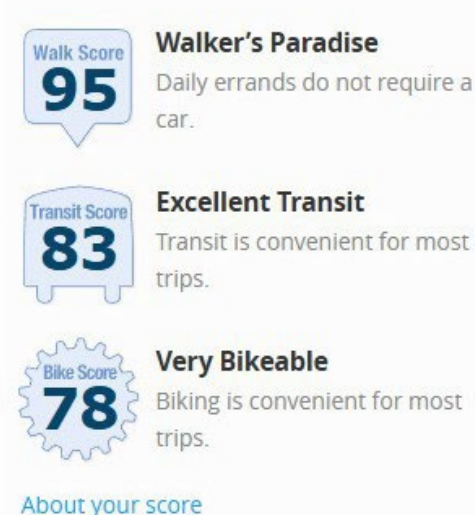 Walk Score
95
Walker's Paradise
Daily errands do not require a
car.
Transit Score
83
Excellent Transit
Transit is convenient for most
trips.
Bike Score
78
Very Bikeable
Biking is convenient for most
trips.
About your score